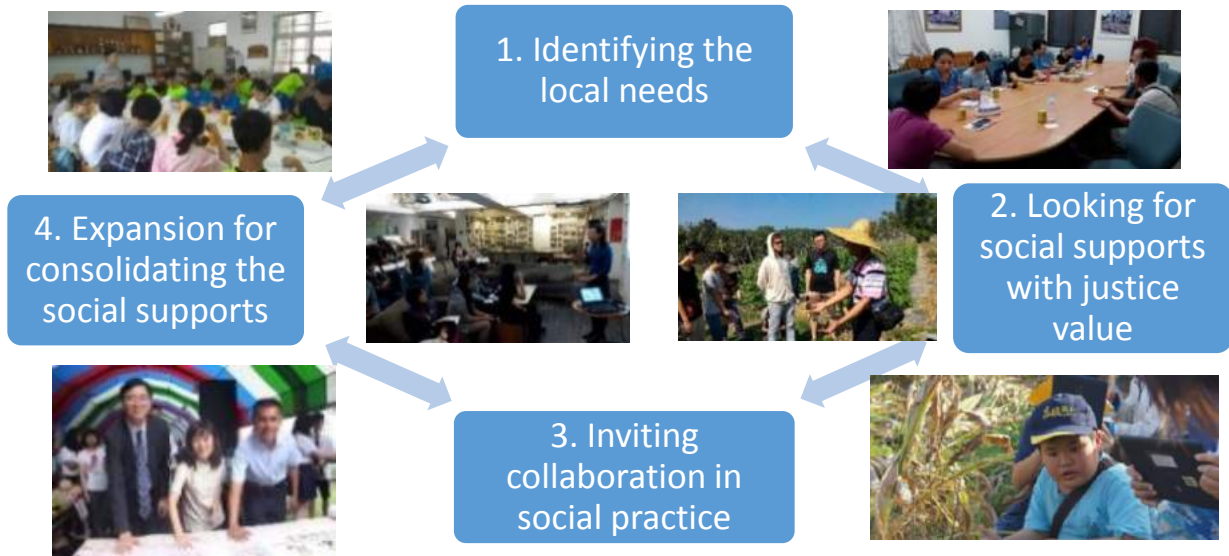 1. Identifying the
local needs
2. Looking for
social supports
with justice
value
3. Inviting
collaboration in
social practice
4. Expansion for
consolidating the
social supports